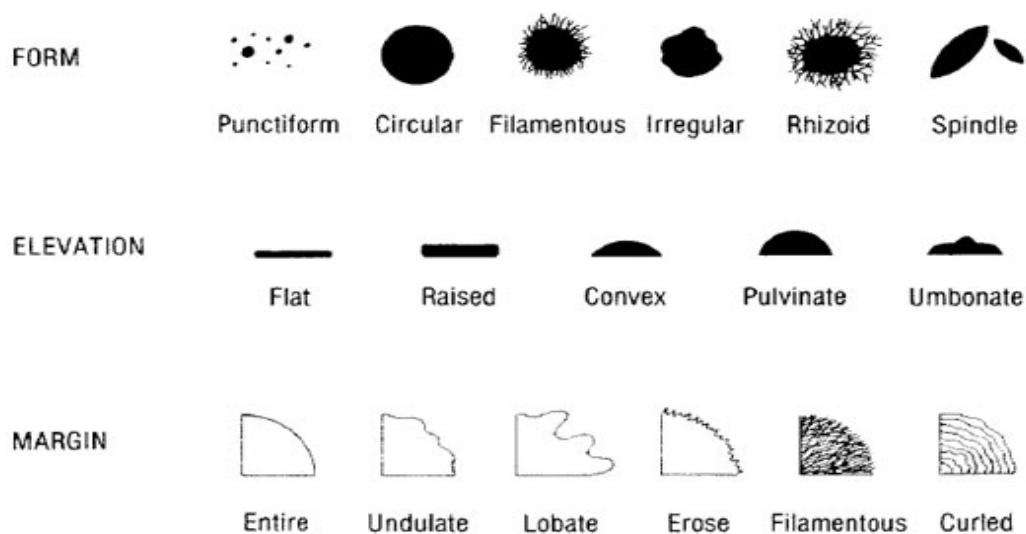 FORM
Punctiform Circular Filamentous Irregular Rhizoid Spindle
ELEVATION
Flat Raised Convex Pulvinate Umbonate
MARGIN
Entire Undulate Lobate Erose Filamentous Curled